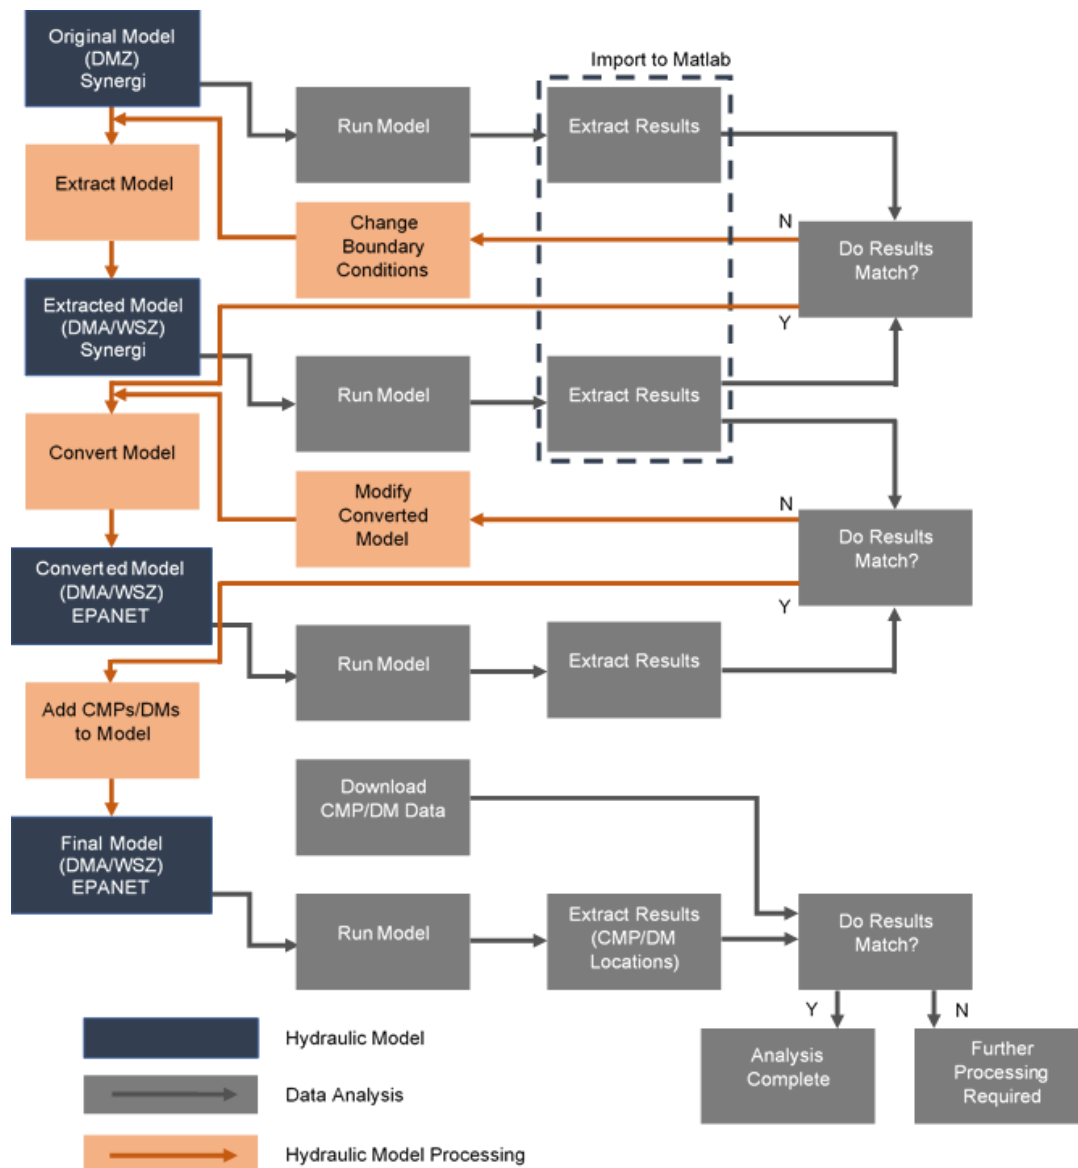 Original Model
(DMZ)
Synergi
Import to Matlab
Run Model
Extract Results
Extract Model
Change
Boundary
Conditions
N
Do Results
Match?
Y
Extracted Model
(DMA/WSZ)
Synergi
Run Model
Extract Results
Convert Model
Modify
Converted
Model
N
Do Results
Match?
Y
Converted Model
(DMA/WSZ)
EPANET
Run Model
Extract Results
Add CMPs/DMs
to Model
Download
CMP/DM Data
Final Model
(DMA/WSZ)
EPANET
Run Model
Extract Results
(CMP/DM
Locations)
Do Results
Match?
Y
N
Analysis
Complete
Further
Processing
Required
Hydraulic Model
Data Analysis
Hydraulic Model Processing